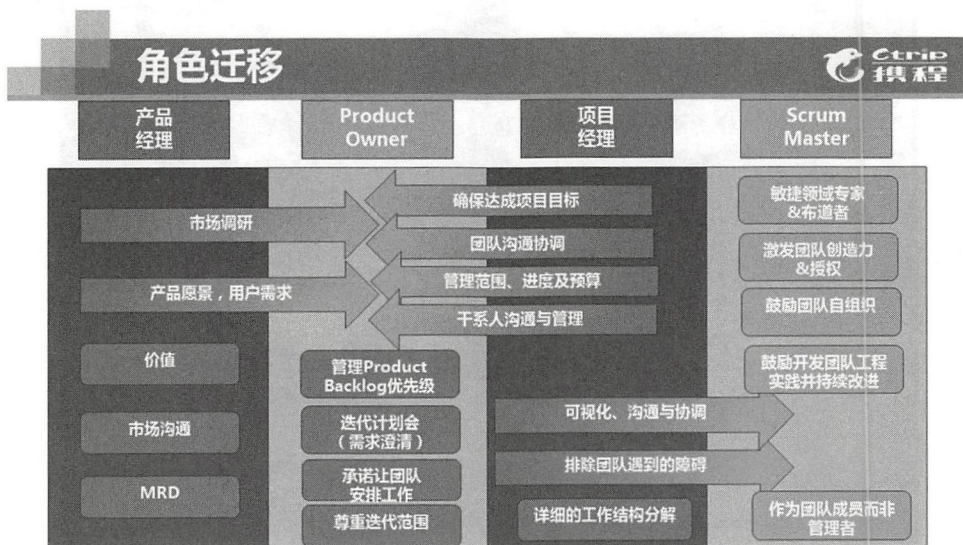 角色迁移
Ctrip
携程
产品
经理
Product
Owner
项目
经理
Scrum
Master
市场调研
产品愿景，用户需求
价值
市场沟通
MRD
确保达成项目目标
团队沟通协调
管理范围、进度及预算
干系人沟通与管理
管理Product
Backlog优先级
迭代计划会
（需求澄清）
承诺让团队
安排工作
尊重迭代范围
可视化、沟通与协调
排除团队遇到的障碍
详细的工作结构分解
敏捷领域专家
&布道者
激发团队创造力
&授权
鼓励团队自组织
鼓励开发团队工程
实践并持续改进
作为团队成员而非
管理者